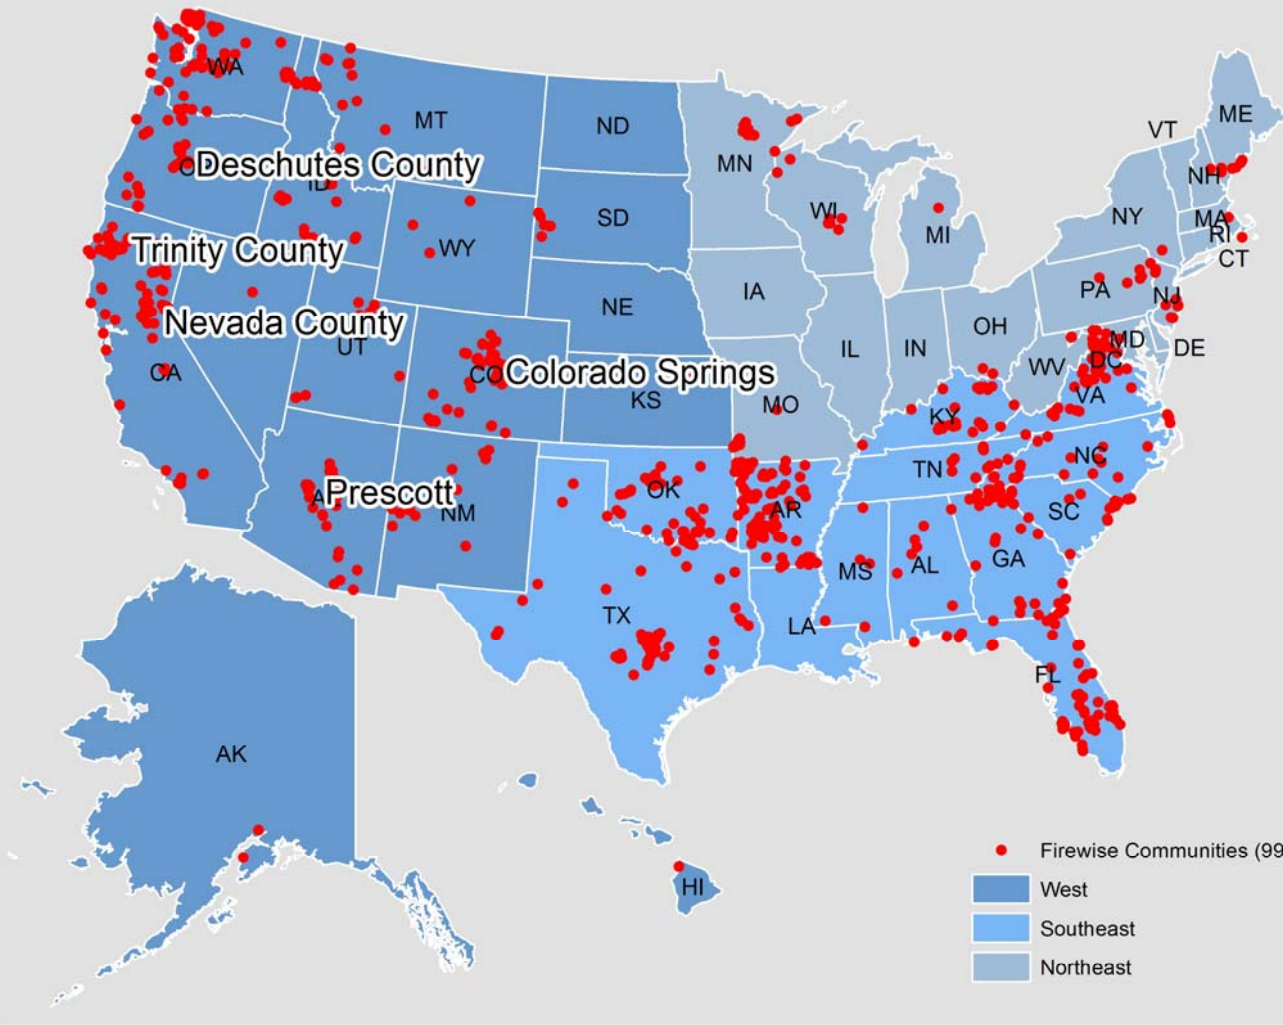 WA
MT
ND
MN
VT
ME
Deschutes County
ID
SD
WI
MI
NH
NY
MA
RI
CT
Trinity County
WY
NE
IA
PA
NJ
Nevada County
UT
CO
Colorado Springs
KS
IL
IN
OH
WV
MD
DC
DE
VA
CA
MO
KY
Prescott
NM
OK
AR
TN
NC
SC
MS
AL
GA
TX
LA
FL
AK
HI
Firewise Communities (99
West
Southeast
Northeast